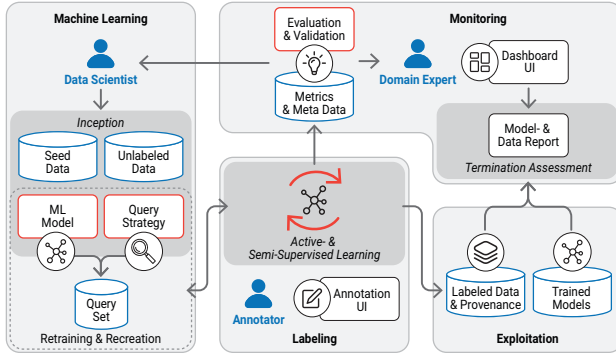 Machine Learning
Data Scientist
Inception
Seed
Data
Unlabeled
Data
ML
Model
Query
Strategy
Query
Set
Retraining & Recreation
Evaluation
& Validation
Metrics
& Meta Data
Monitoring
Domain Expert
Dashboard
UI
Model- &
Data Report
Termination Assessment
Active- &
Semi-Supervised Learning
Annotator
Annotation
UI
Labeling
Labeled Data
& Provenance
Trained
Models
Exploitation